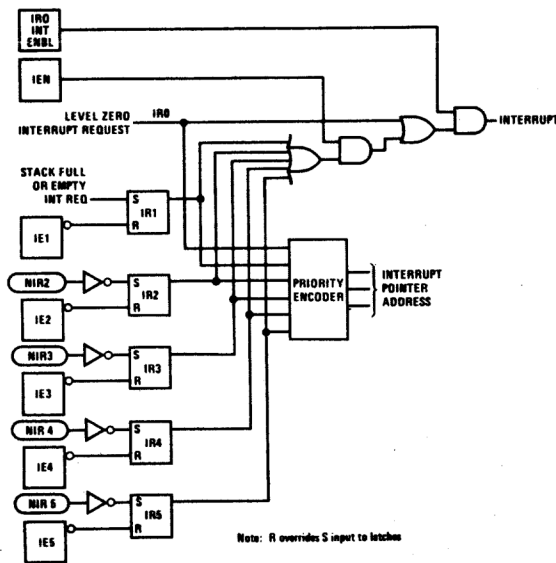 IRO
INT
ENBL
IEN
LEVEL ZERO
INTERRUPT REQUEST
IR0
INTERRUPT
STACK FULL
OR EMPTY
INT REQ
S
R
IR1
IE1
NIR2
S
R
IR2
IE2
NIR3
S
R
IR3
IE3
NIR 4
S
R
IR4
IE4
NIR 5
S
R
IR5
IE5
PRIORITY
ENCODER
INTERRUPT
POINTER
ADDRESS
Note: R overrides S input to latches